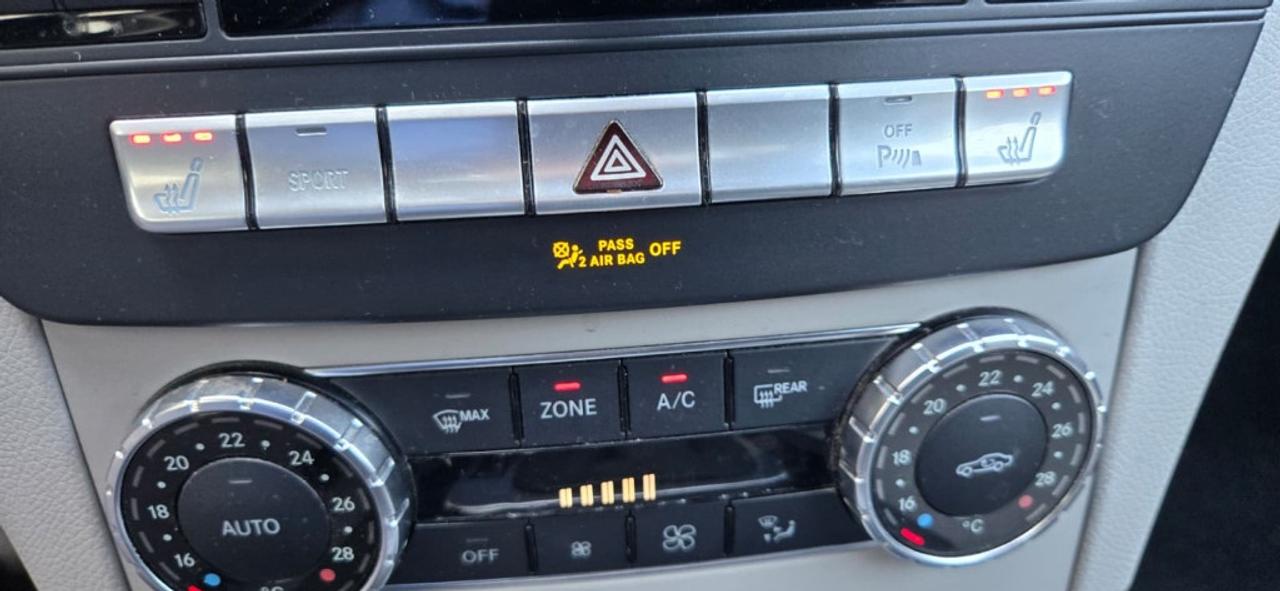 SPORT
OFF
P
PASS
2 AIR BAG OFF
MAX
ZONE
A/C
REAR
16 18 20 22 24 26 28
AUTO
°C
16 18 20 22 24 26 28
°C
OFF